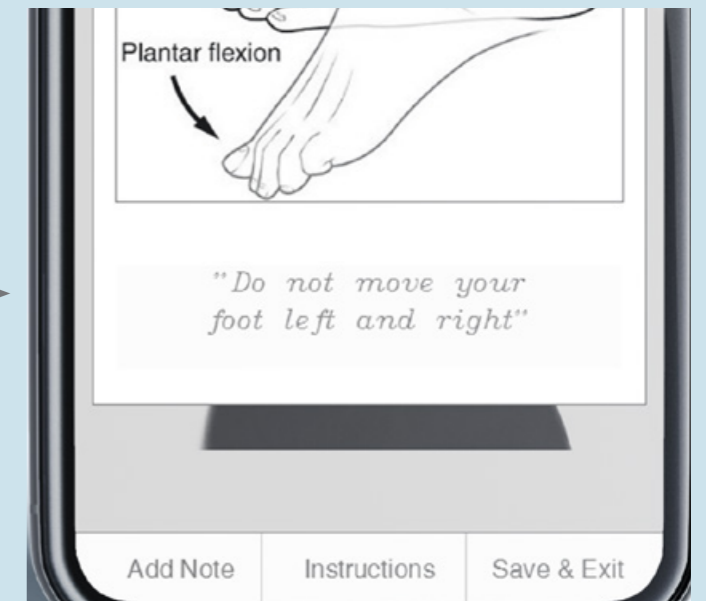 Plantar flexion
"Do not move your
foot left and right"
Add Note Instructions Save & Exit